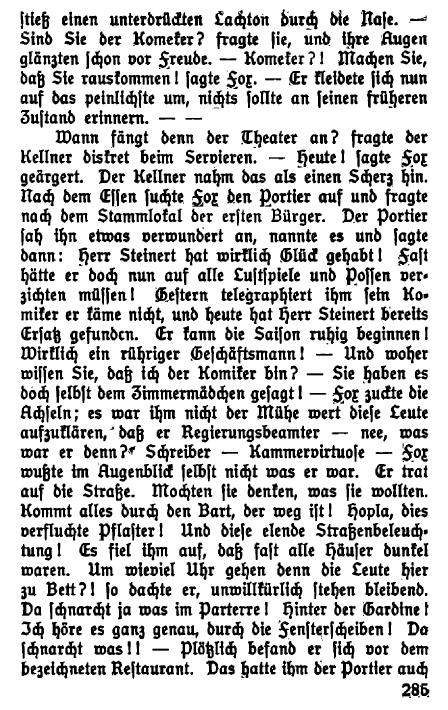 stieß einen unterdrückten Lachton durch die Nase. —
Sind Sie der Kometer? fragte sie, und ihre Augen
glänzten schon vor Freude. — Kometer?! Machen Sie,
daß Sie rauskommen! sagte Fox. — Er kleidete sich nun
auf das peinlichste um, nichts sollte an seinen früheren
Zustand erinnern. — —
Wann fängt denn der Theater an? fragte der
Kellner diskret beim Servieren. — Heute! sagte Fox
geärgert. Der Kellner nahm das als einen Scherz hin.
Nach dem Essen suchte Fox den Portier auf und fragte
nach dem Stammlokal der ersten Bürger. Der Portier
sah ihn etwas verwundert an, nannte es und sagte
dann: Herr Steinert hat wirklich Glück gehabt! Fast
hätte er doch nun auf alle Lustspiele und Possen ver-
zichten müssen! Gestern telegraphiert ihm sein Ko-
miker er käme nicht, und heute hat Herr Steinert bereits
Ersatz gefunden. Er kann die Saison ruhig beginnen!
Wirklich ein rühriger Geschäftsmann! — Und woher
wissen Sie, daß ich der Komiker bin? — Sie haben es
doch selbst dem Zimmermädchen gesagt! — Fox zuckte die
Achseln; es war ihm nicht der Mühe wert diese Leute
aufzuklären, daß er Regierungsbeamter — nee, was
war er denn? Schreiber — Kammervirtuose — Fox
wußte im Augenblick selbst nicht was er war. Er trat
auf die Straße. Mochten sie denken, was sie wollten.
Kommt alles durch den Bart, der weg ist! Hopla, dies
verfluchte Pflaster! Und diese elende Straßenbeleuch-
tung! Es fiel ihm auf, daß fast alle Häuser dunkel
waren. Um wieviel Uhr gehen denn die Leute hier
zu Bett?! so dachte er, unwillkürlich stehen bleibend.
Da schnarcht ja was im Parterre! Hinter der Gardine!
Ich höre es ganz genau, durch die Fensterscheiben! Da
schnarcht was!! — Plötzlich befand er sich vor dem
bezeichneten Restaurant. Das hatte ihm der Portier auch
285